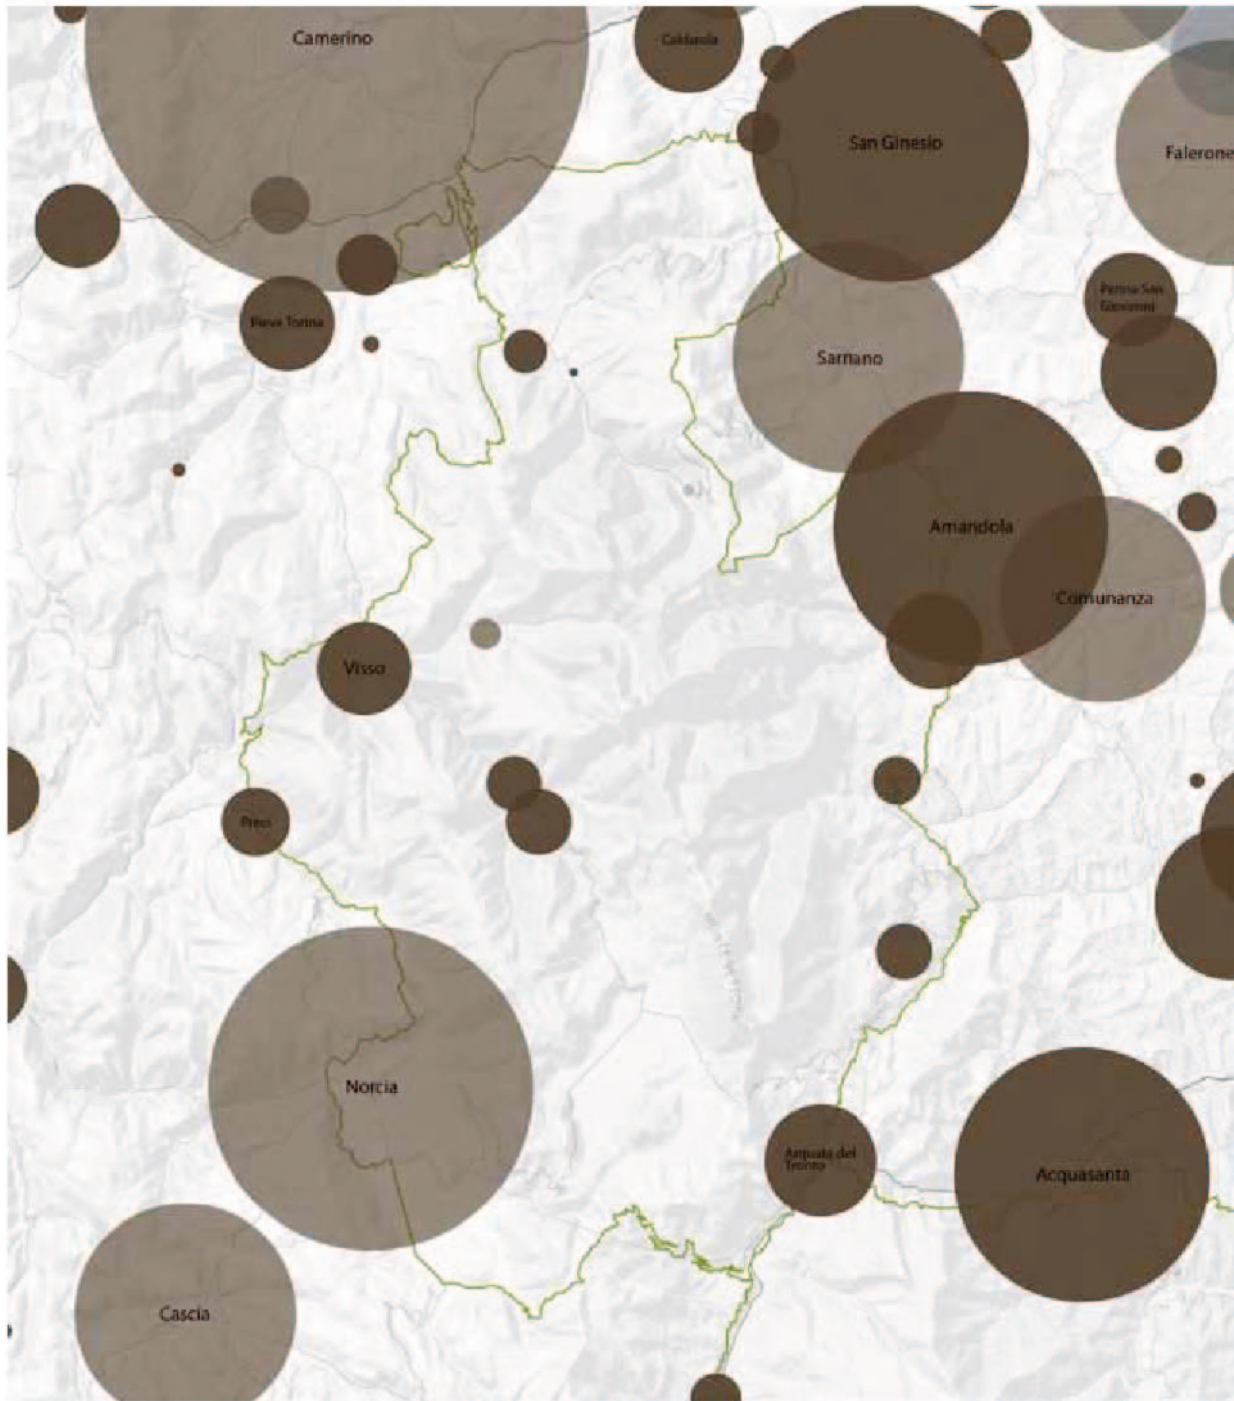 Camerino
Caldarola
San Ginesio
Falerone
Penna San
Giovanni
Pieve Torina
Sarnano
Amandola
Comunanza
Visso
Preci
Norcia
Arquata del
Tronto
Acquasanta
Cascia